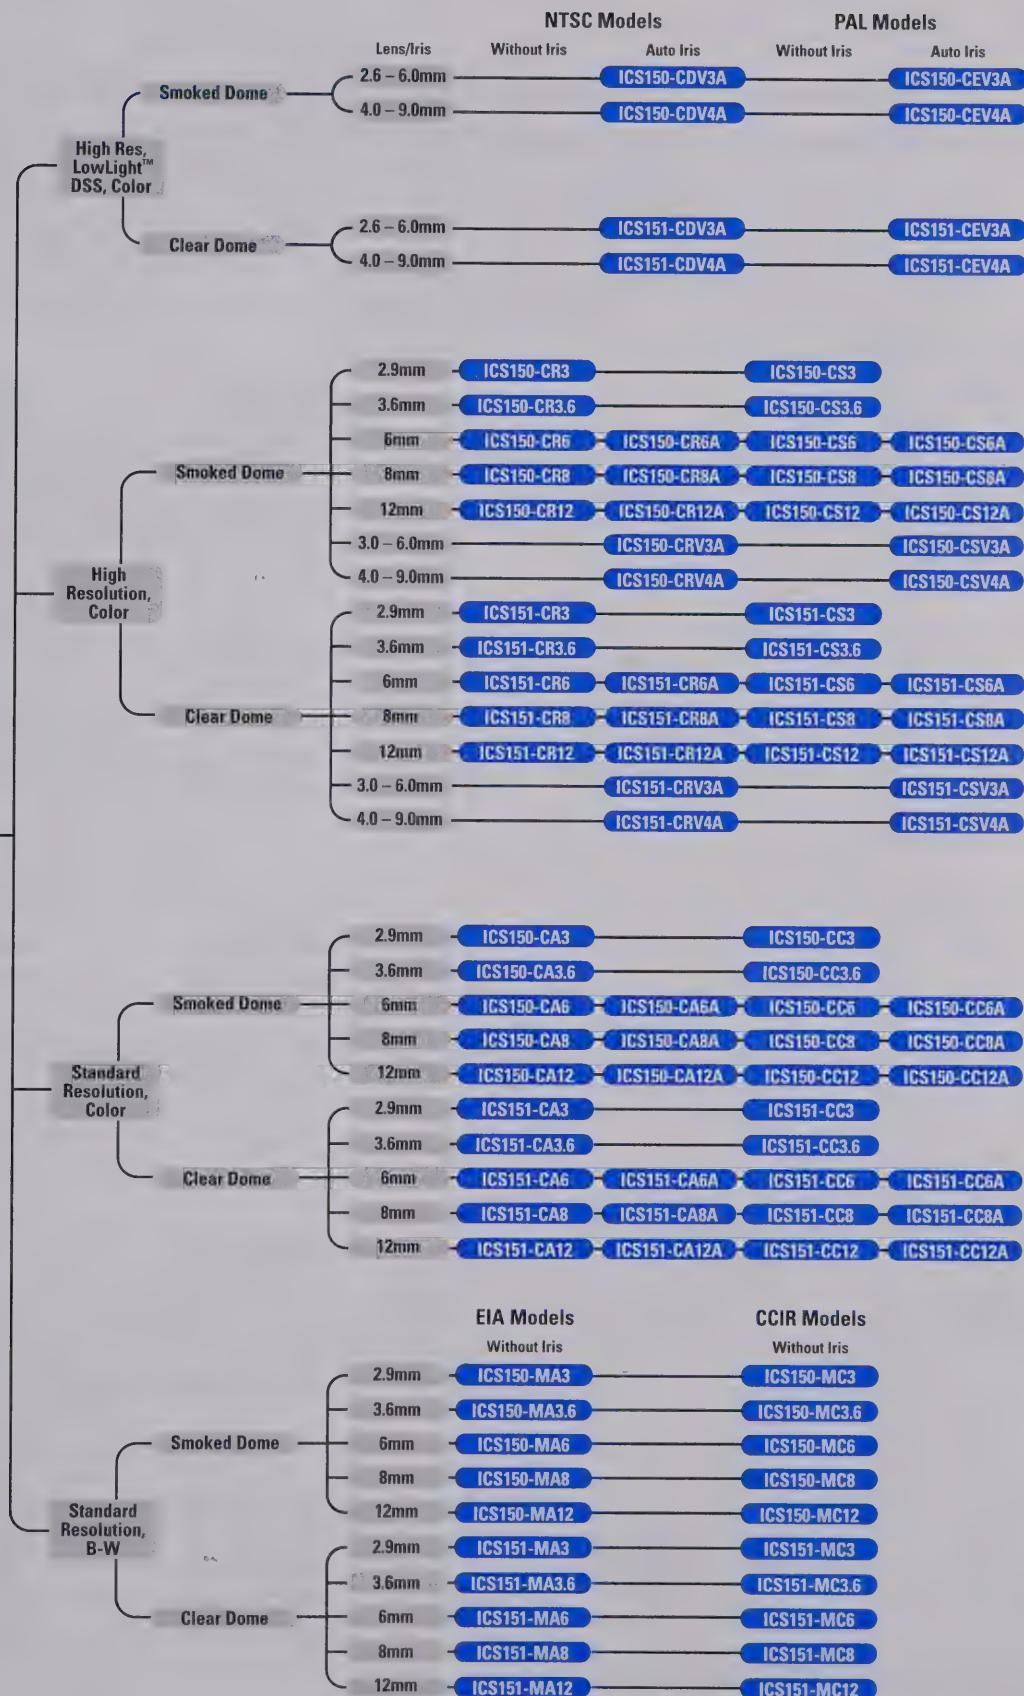 NTSC Models PAL Models
Lens/Iris Without Iris Auto Iris Without Iris Auto Iris
Smoked Dome
2.6 – 6.0mm ICS150-CDV3A ICS150-CEV3A
4.0 – 9.0mm ICS150-CDV4A ICS150-CEV4A
High Res,
LowLight™
DSS, Color
Clear Dome
2.6 – 6.0mm ICS151-CDV3A ICS151-CEV3A
4.0 – 9.0mm ICS151-CDV4A ICS151-CEV4A
2.9mm ICS150-CR3 ICS150-CS3
3.6mm ICS150-CR3.6 ICS150-CS3.6
6mm ICS150-CR6 ICS150-CR6A ICS150-CS6 ICS150-CS6A
Smoked Dome 8mm ICS150-CR8 ICS150-CR8A ICS150-CS8 ICS150-CS8A
12mm ICS150-CR12 ICS150-CR12A ICS150-CS12 ICS150-CS12A
3.0 – 6.0mm ICS150-CRV3A ICS150-CSV3A
4.0 – 9.0mm ICS150-CRV4A ICS150-CSV4A
High
Resolution,
Color
2.9mm ICS151-CR3 ICS151-CS3
3.6mm ICS151-CR3.6 ICS151-CS3.6
6mm ICS151-CR6 ICS151-CR6A ICS151-CS6 ICS151-CS6A
Clear Dome 8mm ICS151-CR8 ICS151-CR8A ICS151-CS8 ICS151-CS8A
12mm ICS151-CR12 ICS151-CR12A ICS151-CS12 ICS151-CS12A
3.0 – 6.0mm ICS151-CRV3A ICS151-CSV3A
4.0 – 9.0mm ICS151-CRV4A ICS151-CSV4A
2.9mm ICS150-CA3 ICS150-CC3
3.6mm ICS150-CA3.6 ICS150-CC3.6
Smoked Dome 6mm ICS150-CA6 ICS150-CA6A ICS150-CC6 ICS150-CC6A
8mm ICS150-CA8 ICS150-CA8A ICS150-CC8 ICS150-CC8A
12mm ICS150-CA12 ICS150-CA12A ICS150-CC12 ICS150-CC12A
Standard
Resolution,
Color
2.9mm ICS151-CA3 ICS151-CC3
3.6mm ICS151-CA3.6 ICS151-CC3.6
Clear Dome 6mm ICS151-CA6 ICS151-CA6A ICS151-CC6 ICS151-CC6A
8mm ICS151-CA8 ICS151-CA8A ICS151-CC8 ICS151-CC8A
12mm ICS151-CA12 ICS151-CA12A ICS151-CC12 ICS151-CC12A
EIA Models CCIR Models
Without Iris Without Iris
2.9mm ICS150-MA3 ICS150-MC3
3.6mm ICS150-MA3.6 ICS150-MC3.6
Smoked Dome 6mm ICS150-MA6 ICS150-MC6
8mm ICS150-MA8 ICS150-MC8
12mm ICS150-MA12 ICS150-MC12
Standard
Resolution,
B-W
2.9mm ICS151-MA3 ICS151-MC3
3.6mm ICS151-MA3.6 ICS151-MC3.6
Clear Dome 6mm ICS151-MA6 ICS151-MC6
8mm ICS151-MA8 ICS151-MC8
12mm ICS151-MA12 ICS151-MC12